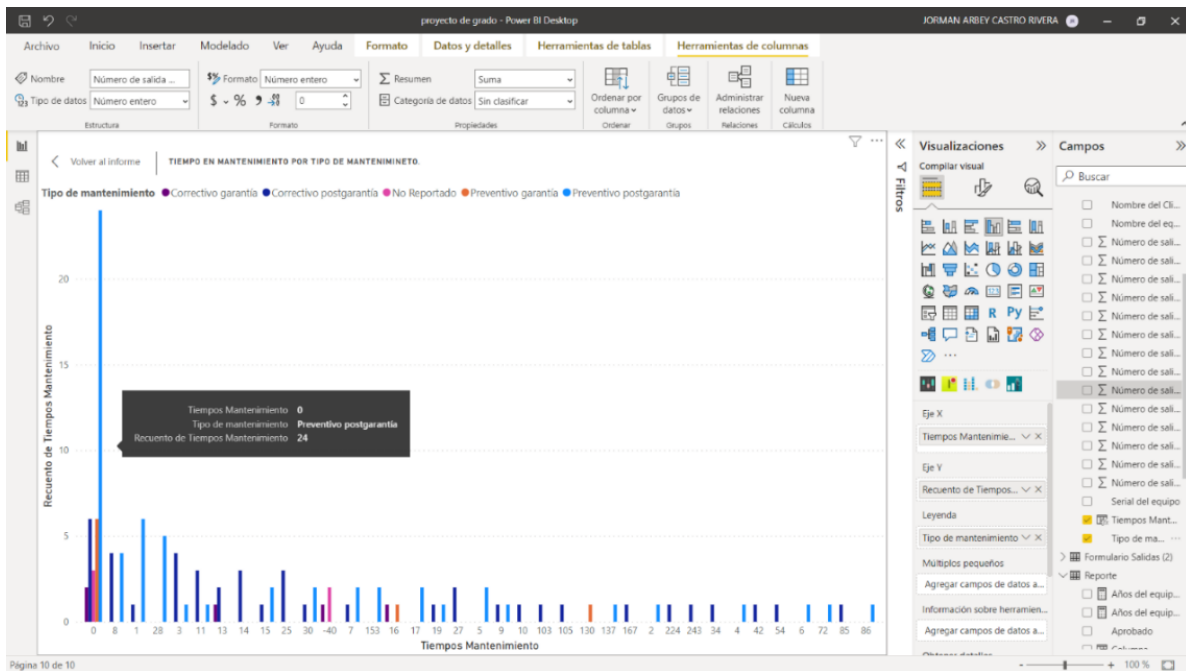 proyecto de grado - Power BI Desktop
JORMAN ARBEY CASTRO RIVERA
Archivo Inicio Insertar Modelado Ver Ayuda Formato Datos y detalles Herramientas de tablas Herramientas de columnas
Nombre Número de salida ... Formato Número entero Resumen Suma
Tipo de datos Número entero $ % 0 Categoría de datos Sin clasificar
Ordenar por columna Grupos de datos Administrar relaciones Nueva columna
Estructura Formato Propiedades Ordenar Grupos Relaciones Cálculos
Volver al informe TIEMPO EN MANTENIMIENTO POR TIPO DE MANTENIMINETO.
Tipo de mantenimiento Correctivo garantía Correctivo postgarantía No Reportado Preventivo garantía Preventivo postgarantía
Recuento de Tiempos Mantenimiento
20
15
10
5
0
Tiempos Mantenimiento 0
Tipo de mantenimiento Preventivo postgarantía
Recuento de Tiempos Mantenimiento 24
0 8 1 28 3 11 13 14 15 25 30 -40 7 153 16 17 19 27 5 9 10 103 105 130 137 167 2 224 243 34 4 42 54 6 72 85 86
Tiempos Mantenimiento
Filtros
Visualizaciones
Compilar visual
R Py
Eje X
Tiempos Mantenimie...
Eje Y
Recuento de Tiempos...
Leyenda
Tipo de mantenimiento
Múltiplos pequeños
Agregar campos de datos a...
Información sobre herramien...
Agregar campos de datos a...
Obtener detalles
Campos
Buscar
Nombre del Cli...
Nombre del eq...
Número de sali...
Número de sali...
Número de sali...
Número de sali...
Número de sali...
Número de sali...
Número de sali...
Número de sali...
Número de sali...
Número de sali...
Número de sali...
Número de sali...
Número de sali...
Número de sali...
Serial del equipo
Tiempos Mant...
Tipo de ma...
Formulario Salidas (2)
Reporte
Años del equip...
Años del equip...
Aprobado
Columna
Página 10 de 10
100 %